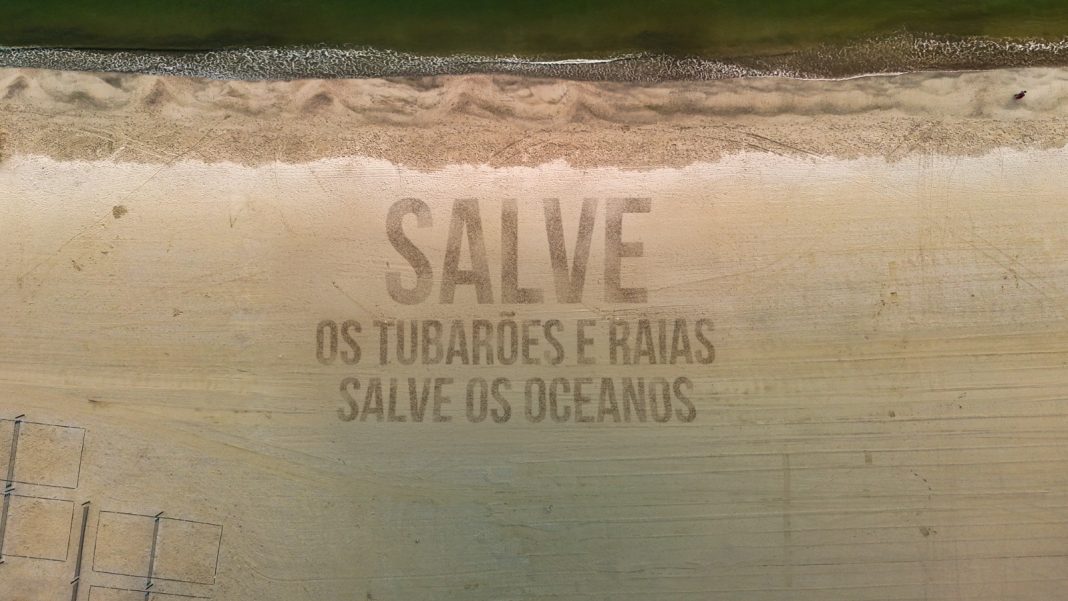 SALVE
OS TUBARÕES E RAIAS
SALVE OS OCEANOS